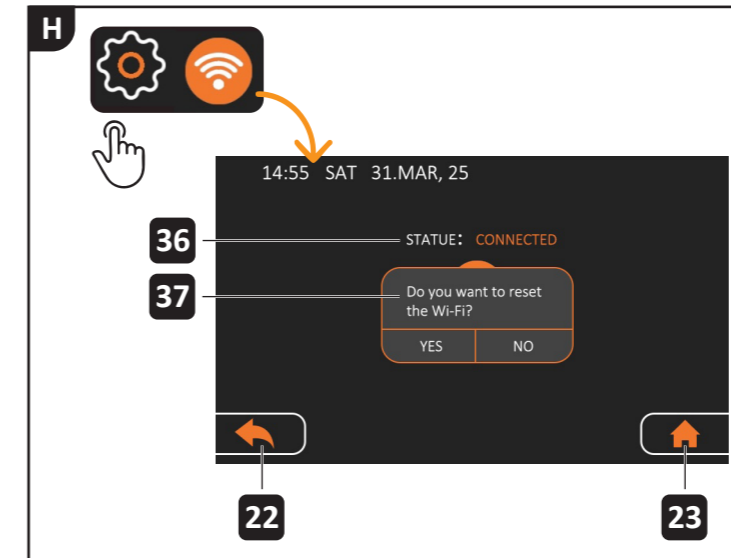 H
14:55 SAT 31.MAR, 25
36
STATUE: CONNECTED
37
Do you want to reset
the Wi-Fi?
YES NO
22
23